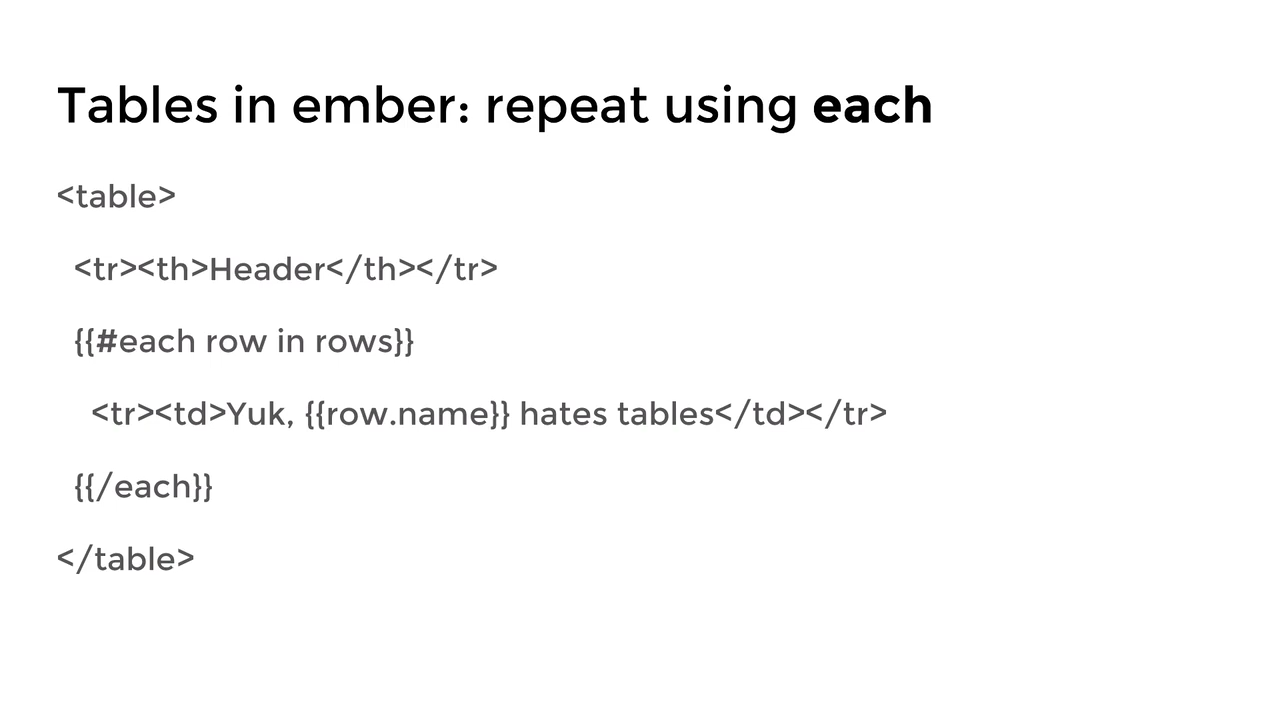 Tables in ember: repeat using each
<table>
<tr><th>Header</th></tr>
{{#each row in rows}}
<tr><td>Yuk, {{row.name}} hates tables</td></tr>
{{/each}}
</table>